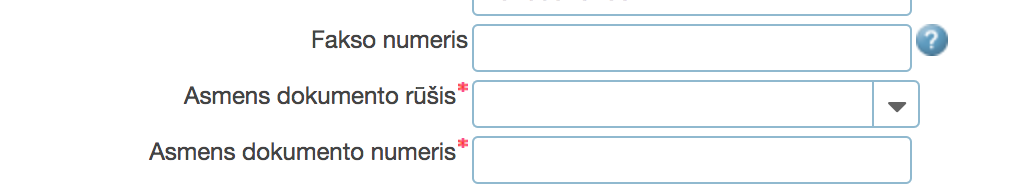 Fakso numeris ?
Asmens dokumento rūšis*
Asmens dokumento numeris*